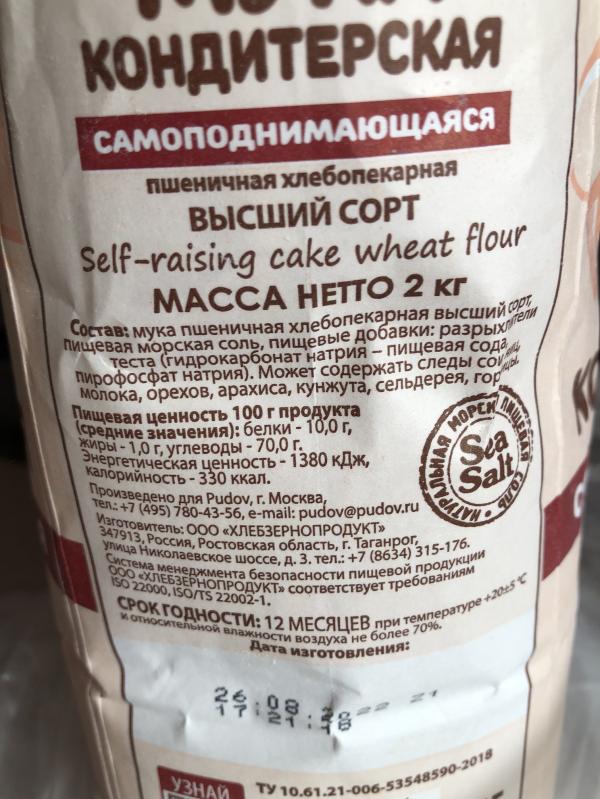 КОНДИТЕРСКАЯ
САМОПОДНИМАЮЩАЯСЯ
пшеничная хлебопекарная
ВЫСШИЙ СОРТ
Self-raising cake wheat flour
МАССА НЕТТО 2 кг
Состав: мука пшеничная хлебопекарная высший сорт,
пищевая морская соль, пищевые добавки: разрыхлители
теста (гидрокарбонат натрия – пищевая сода,
пирофосфат натрия). Может содержать следы сои,
молока, орехов, арахиса, кунжута, сельдерея,
Пищевая ценность 100 г продукта
(средние значения): белки - 10,0 г,
жиры - 1,0 г, углеводы - 70,0 г.
Энергетическая ценность - 1380 кДж,
калорийность - 330 ккал.
НАТУРАЛЬНАЯ МОРСКАЯ ПИЩЕВАЯ СОЛЬ
Sea
Salt
Произведено для Pudov, г. Москва,
тел.: +7 (495) 780-43-56, e-mail: pudov@pudov.ru
Изготовитель: ООО «ХЛЕБЗЕРНОПРОДУКТ»
347913, Россия, Ростовская область, г. Таганрог,
улица Николаевское шоссе, д. 3. тел.: +7 (8634) 315-176.
Система менеджмента безопасности пищевой продукции
ООО «ХЛЕБЗЕРНОПРОДУКТ» соответствует требованиям
ISO 22000, ISO/TS 22002-1.
СРОК ГОДНОСТИ: 12 МЕСЯЦЕВ при температуре +20±5 °С
и относительной влажности воздуха не более 70%.
Дата изготовления:
26.08
17:21:
УЗНАЙ
ТУ 10.61.21-006-53548590-2018